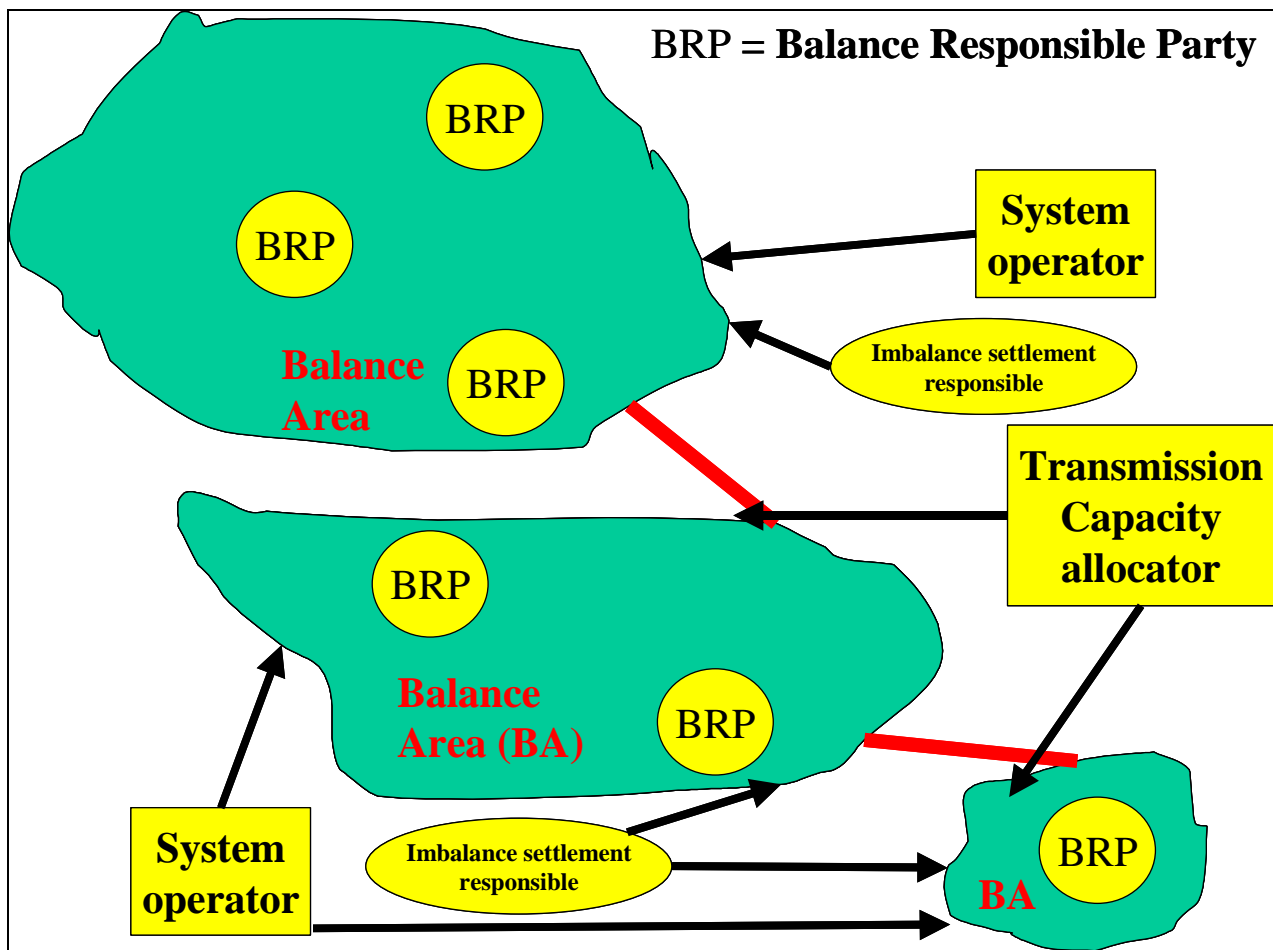 BRP = Balance Responsible Party
BRP
System
operator
BRP
Imbalance settlement
responsible
Balance
Area
BRP
Transmission
Capacity
allocator
BRP
Balance
Area (BA)
BRP
System
operator
Imbalance settlement
responsible
BRP
BA